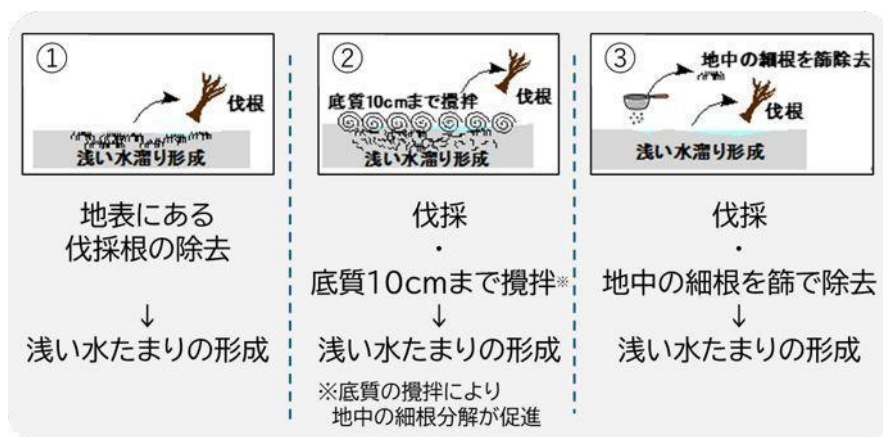 ①
伐根
浅い水溜り形成
地表にある
伐採根の除去
↓
浅い水たまりの形成
②
底質10cmまで攪拌
伐根
浅い水溜り形成
伐採
・
底質10cmまで攪拌※
↓
浅い水たまりの形成
※底質の攪拌により
地中の細根分解が促進
③
地中の細根を篩除去
伐根
浅い水溜り形成
伐採
・
地中の細根を篩で除去
↓
浅い水たまりの形成